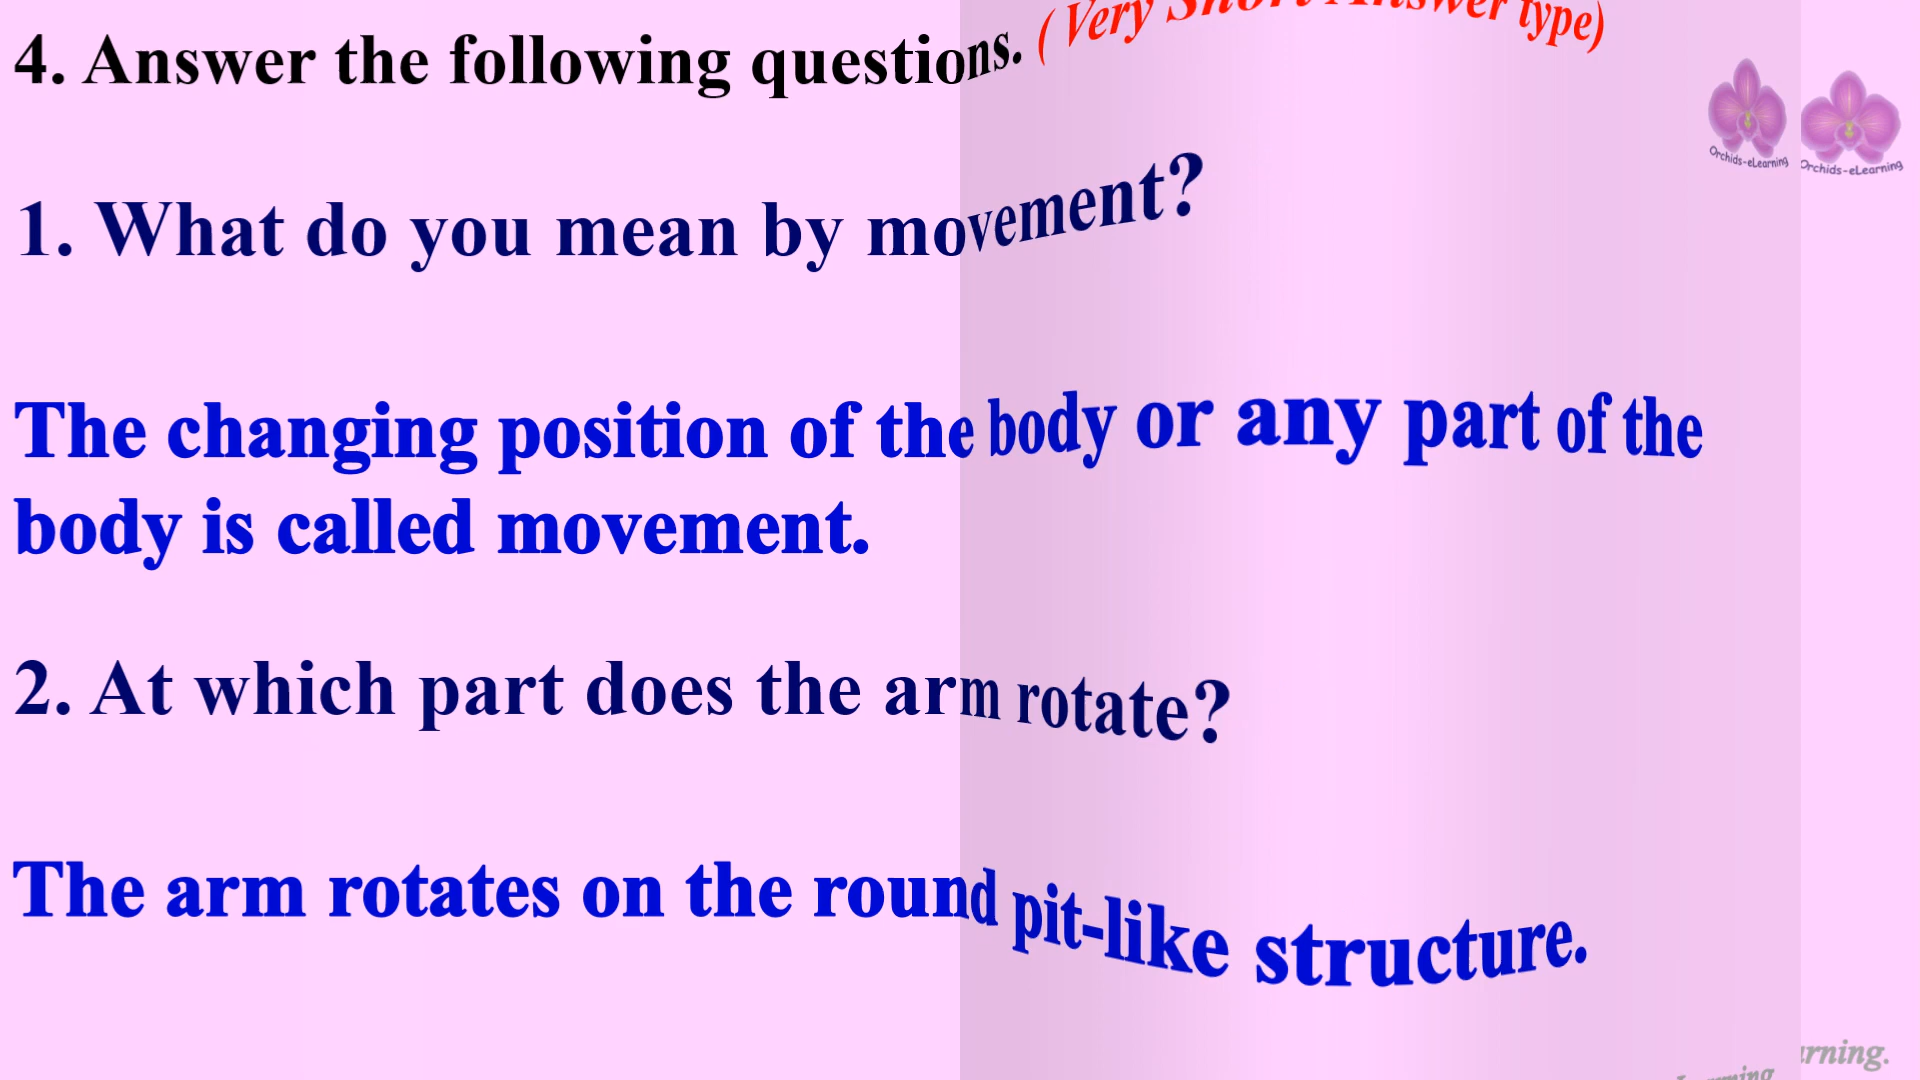 4. Answer the following questions. (Very Short Answer type)
Orchids-eLearning
Orchids-eLearning
1. What do you mean by movement?
The changing position of the body or any part of the
body is called movement.
2. At which part does the arm rotate?
The arm rotates on the round pit-like structure.